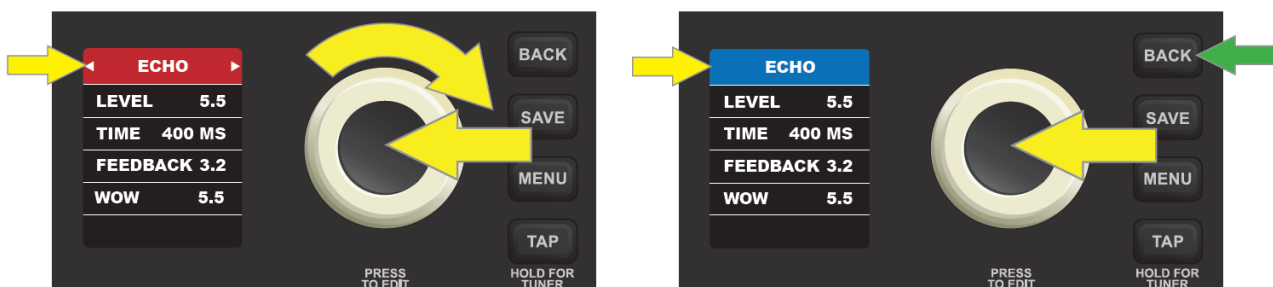 ECHO
LEVEL 5.5
TIME 400 MS
FEEDBACK 3.2
WOW 5.5
BACK
SAVE
MENU
TAP
PRESS
TO EDIT
HOLD FOR
TUNER
ECHO
LEVEL 5.5
TIME 400 MS
FEEDBACK 3.2
WOW 5.5
BACK
SAVE
MENU
TAP
PRESS
TO EDIT
HOLD FOR
TUNER